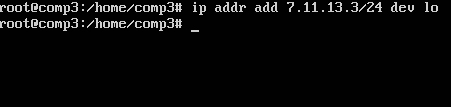 root@comp3:/home/comp3# ip addr add 7.11.13.3/24 dev lo
root@comp3:/home/comp3# _